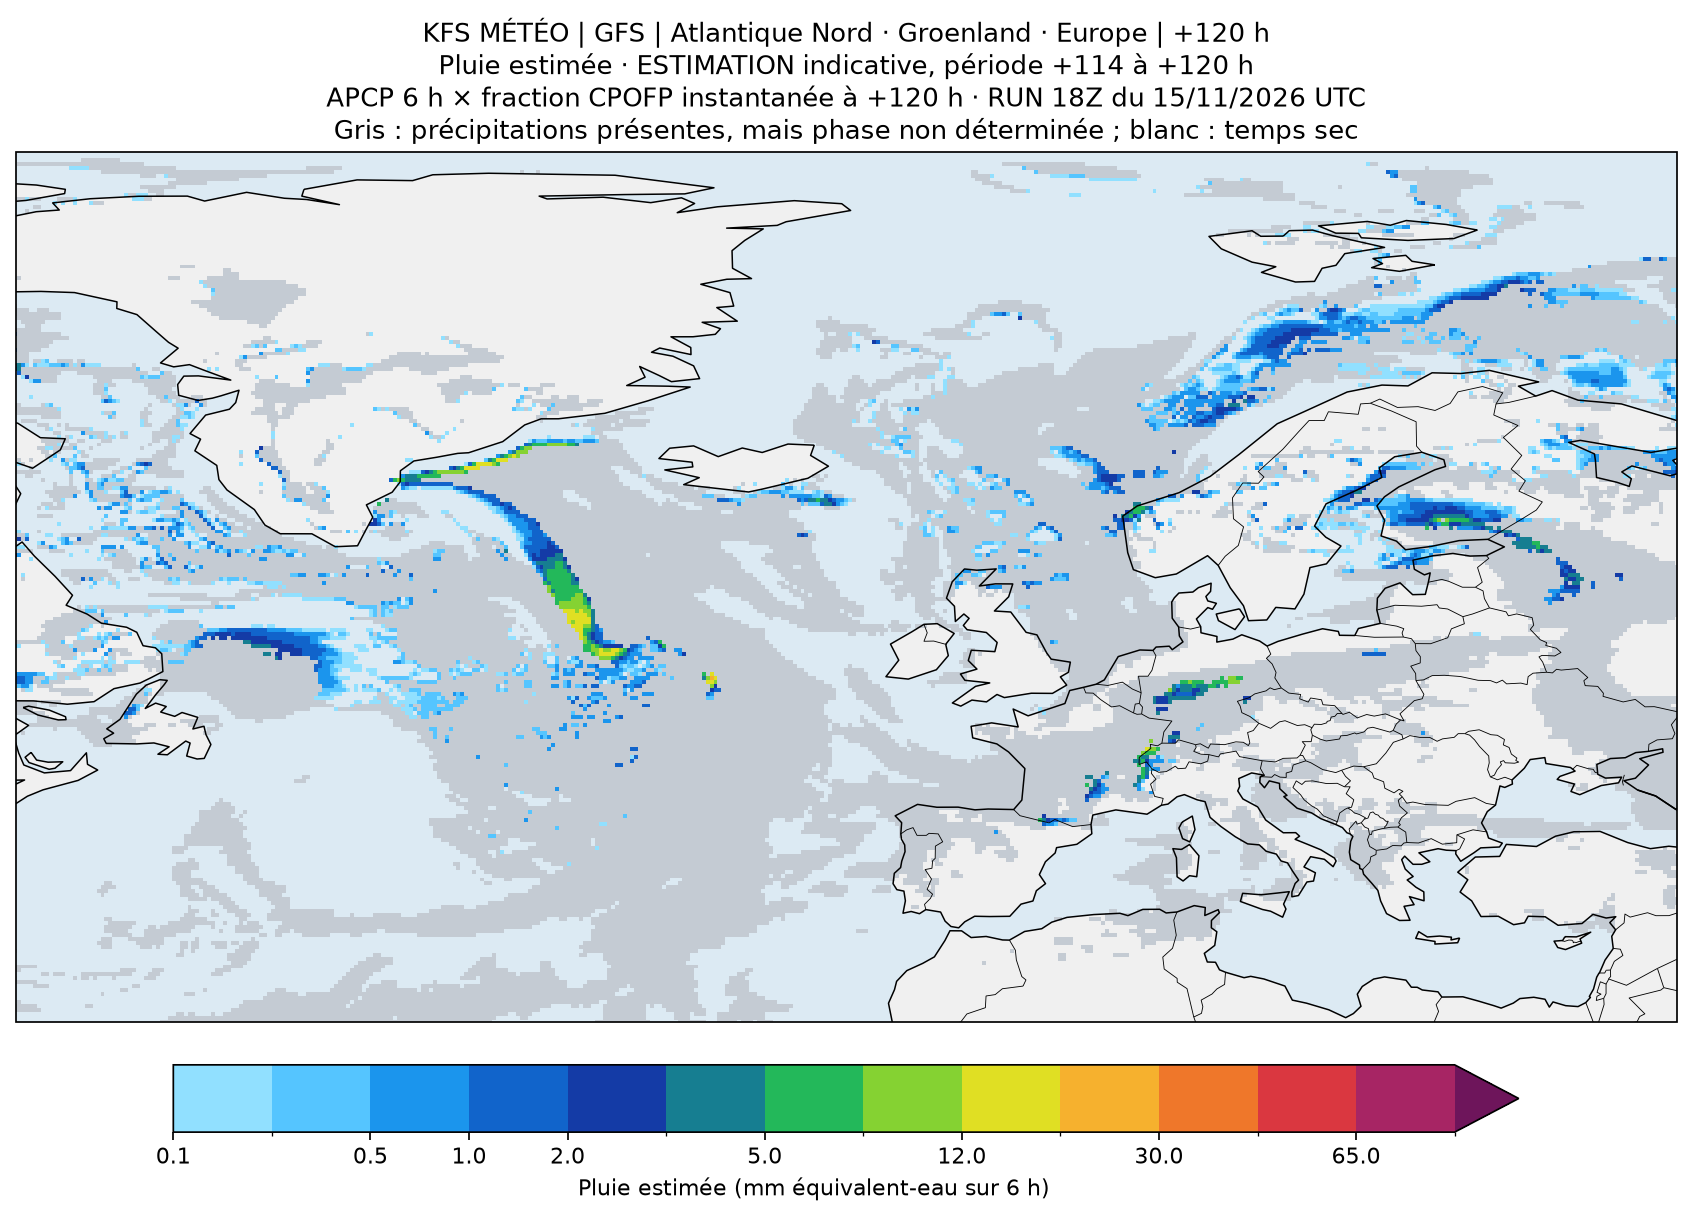 KFS MÉTÉO | GFS | Atlantique Nord · Groenland · Europe | +120 h
Pluie estimée · ESTIMATION indicative, période +114 à +120 h
APCP 6 h × fraction CPOFP instantanée à +120 h · RUN 18Z du 15/11/2026 UTC
Gris : précipitations présentes, mais phase non déterminée ; blanc : temps sec
0.1 0.5 1.0 2.0 5.0 12.0 30.0 65.0
Pluie estimée (mm équivalent-eau sur 6 h)